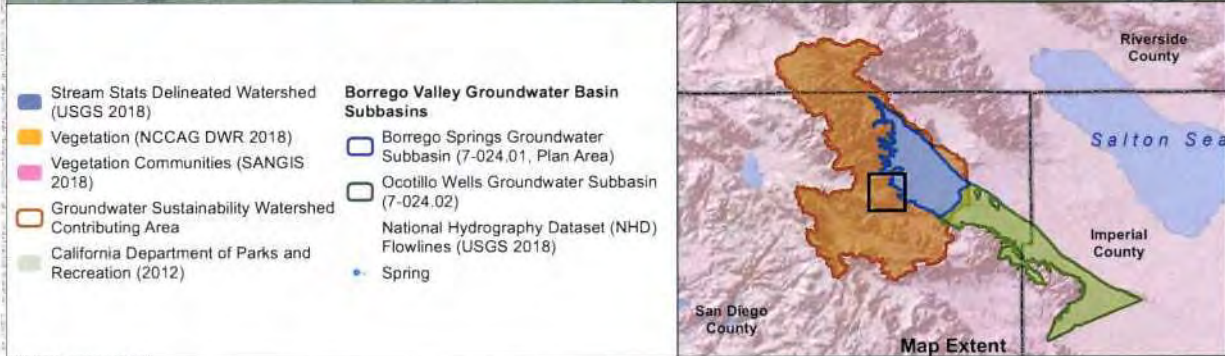 Stream Stats Delineated Watershed
(USGS 2018)
Vegetation (NCCAG DWR 2018)
Vegetation Communities (SANGIS
2018)
Groundwater Sustainability Watershed
Contributing Area
California Department of Parks and
Recreation (2012)
Borrego Valley Groundwater Basin
Subbasins
Borrego Springs Groundwater
Subbasin (7-024.01, Plan Area)
Ocotillo Wells Groundwater Subbasin
(7-024.02)
National Hydrography Dataset (NHD)
Flowlines (USGS 2018)
Spring
Riverside
County
Salton Sea
Imperial
County
San Diego
County
Map Extent